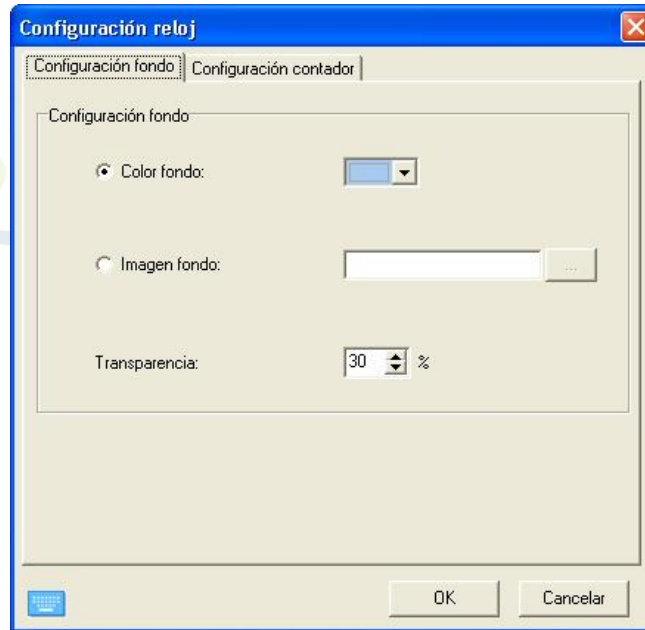 Configuración reloj
Configuración fondo Configuración contador
Configuración fondo
Color fondo:
Imagen fondo: ...
Transparencia: 30 %
OK Cancelar